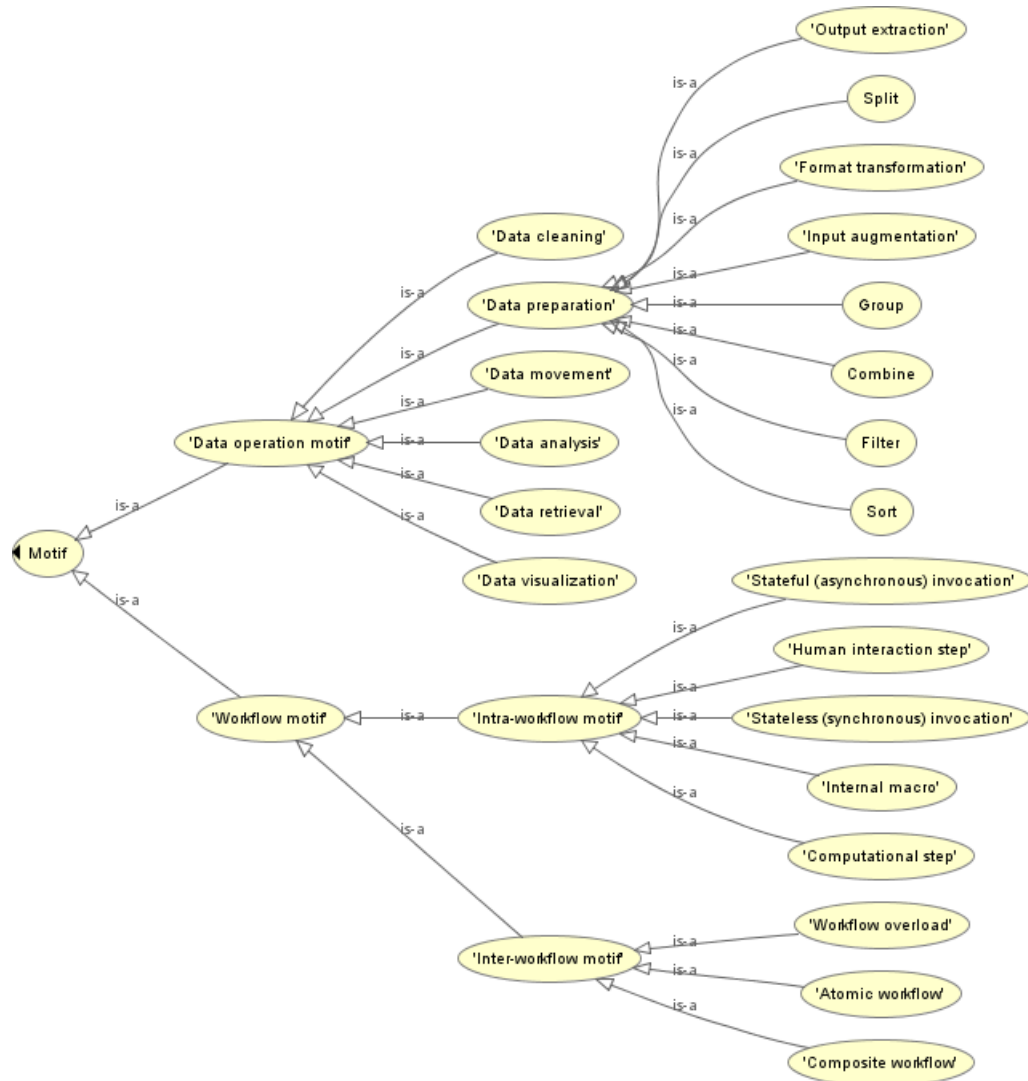 'Output extraction'
is-a
Split
is-a
'Format transformation'
is-a
'Input augmentation'
is-a
Group
is-a
Combine
is-a
Filter
is-a
Sort
is-a
'Data cleaning'
is-a
'Data preparation'
is-a
'Data movement'
is-a
'Data analysis'
is-a
'Data retrieval'
is-a
'Data visualization'
'Data operation motif'
is-a
Motif
is-a
'Workflow motif'
is-a
'Intra-workflow motif'
is-a
'Stateful (asynchronous) invocation'
is-a
'Human interaction step'
is-a
'Stateless (synchronous) invocation'
is-a
'Internal macro'
is-a
'Computational step'
is-a
'Inter-workflow motif'
is-a
'Workflow overload'
is-a
'Atomic workflow'
is-a
'Composite workflow'